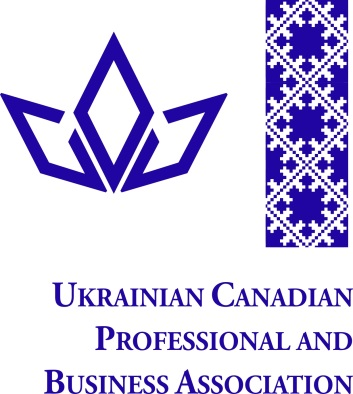 Ukrainian Canadian
Professional and
Business Association